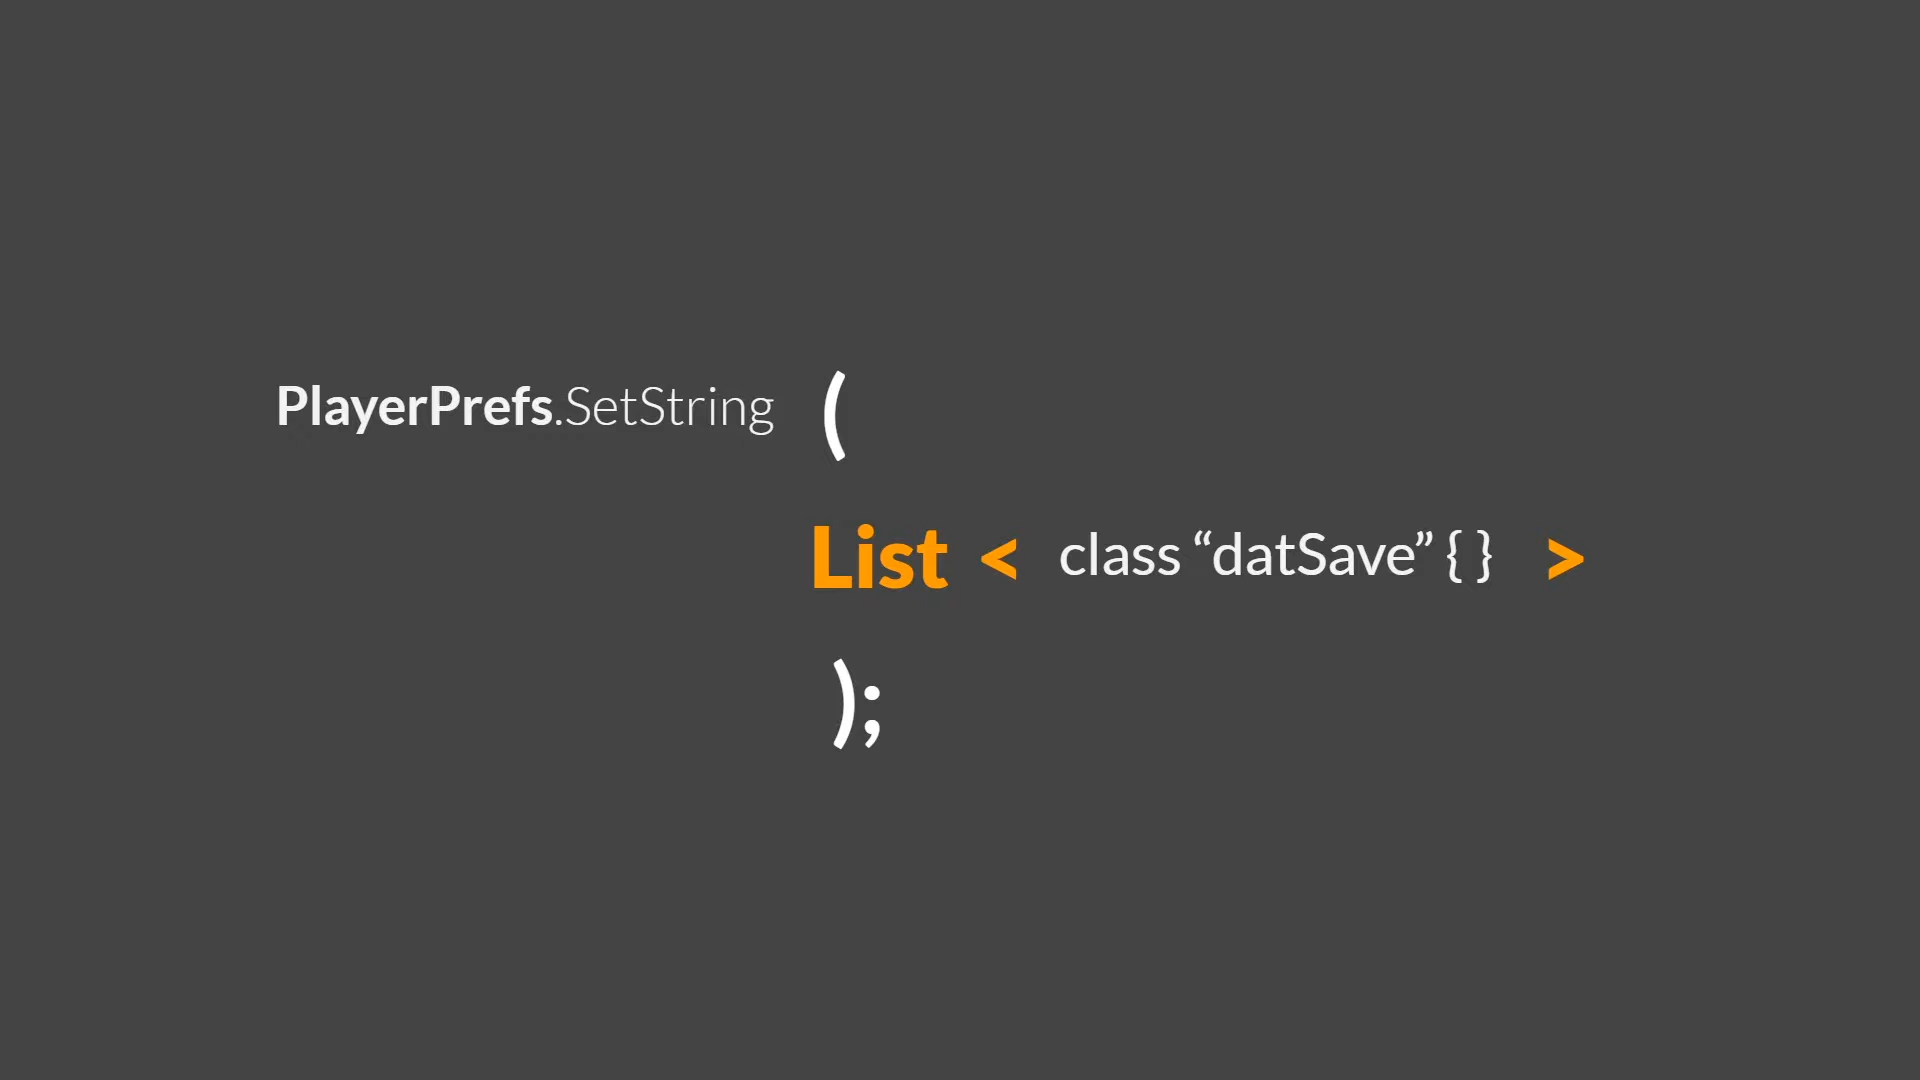 PlayerPrefs.SetString (
List < class “datSave” { } >
);